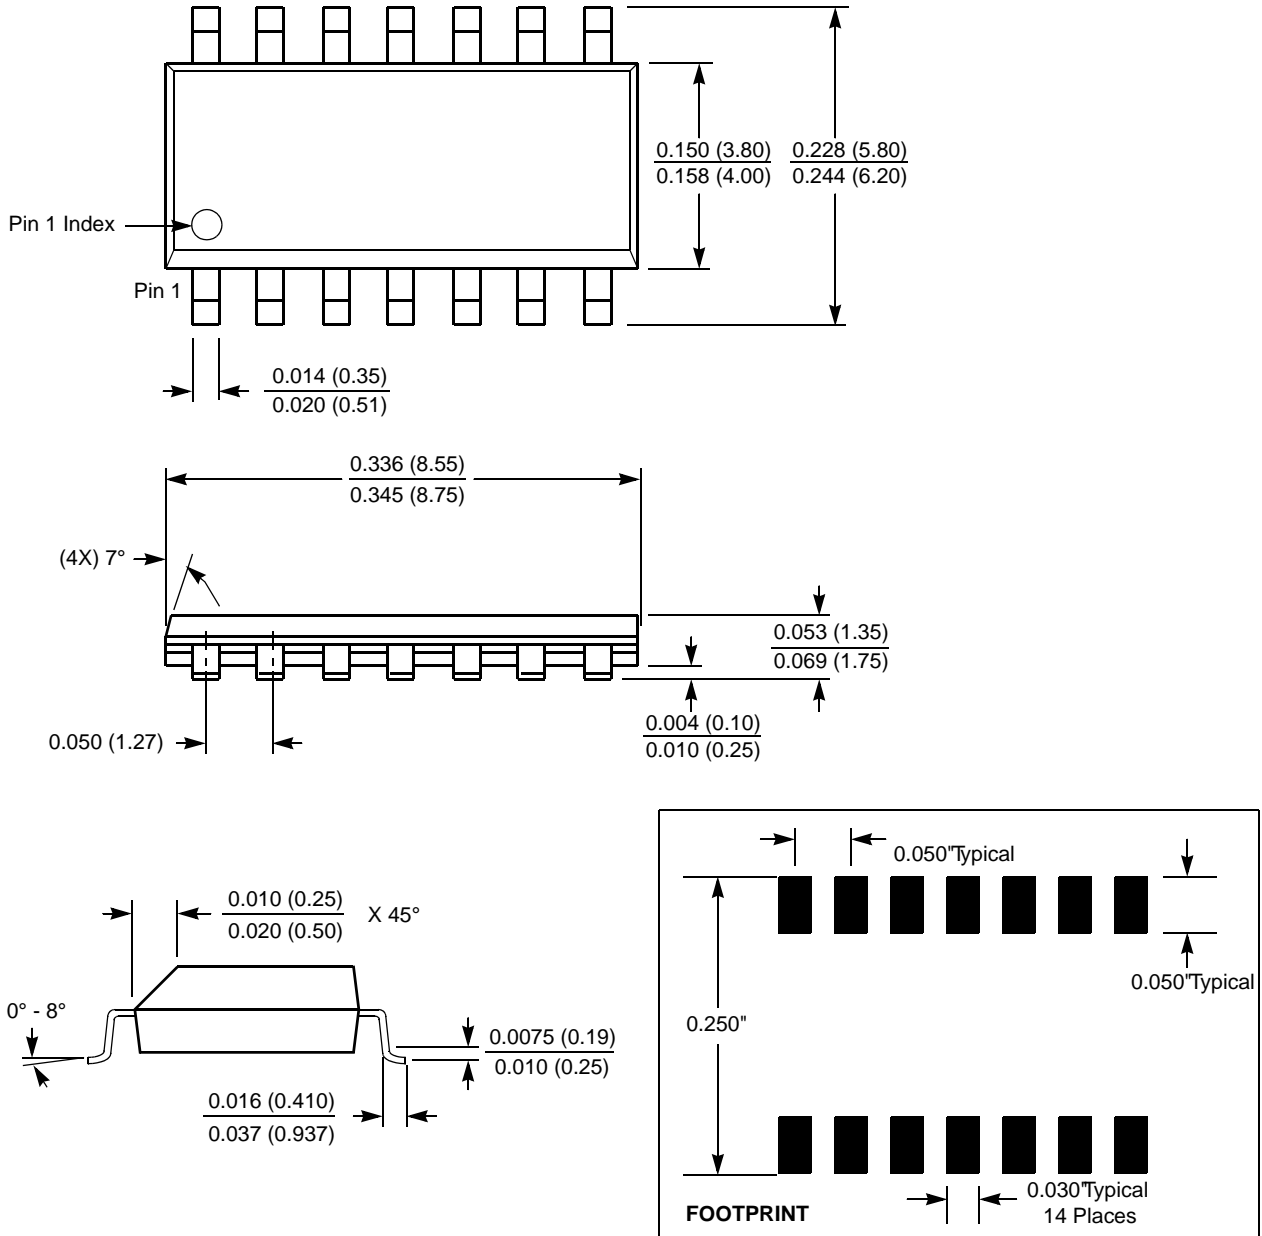 0.150 (3.80)
0.158 (4.00)
0.228 (5.80)
0.244 (6.20)
Pin 1 Index
Pin 1
0.014 (0.35)
0.020 (0.51)
0.336 (8.55)
0.345 (8.75)
(4X) 7°
0.053 (1.35)
0.069 (1.75)
0.004 (0.10)
0.010 (0.25)
0.050 (1.27)
0.010 (0.25)
0.020 (0.50)
X 45°
0° - 8°
0.0075 (0.19)
0.010 (0.25)
0.016 (0.410)
0.037 (0.937)
0.050"Typical
0.050"Typical
0.250"
0.030"Typical
14 Places
FOOTPRINT